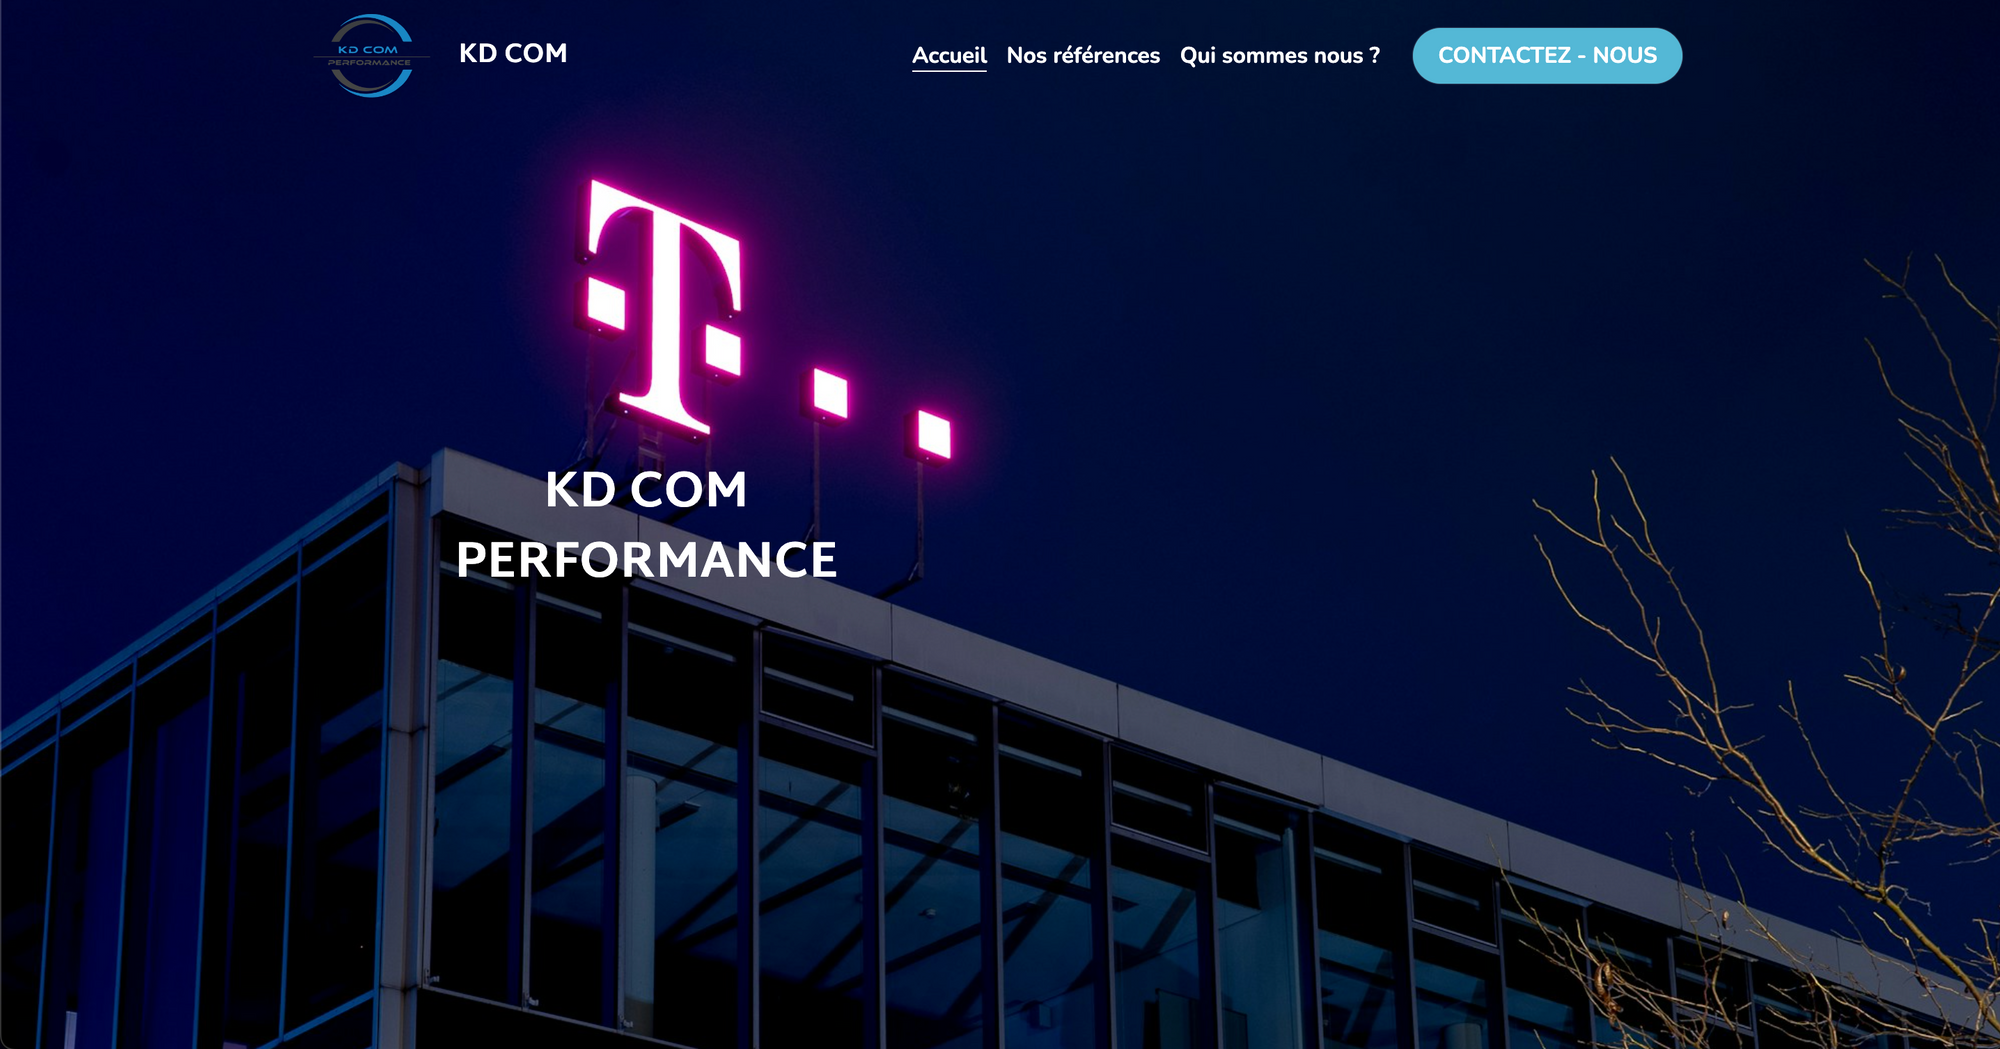 KD COM
PERFORMANCE
KD COM
Accueil
Nos références
Qui sommes nous ?
CONTACTEZ - NOUS
T
KD COM
PERFORMANCE